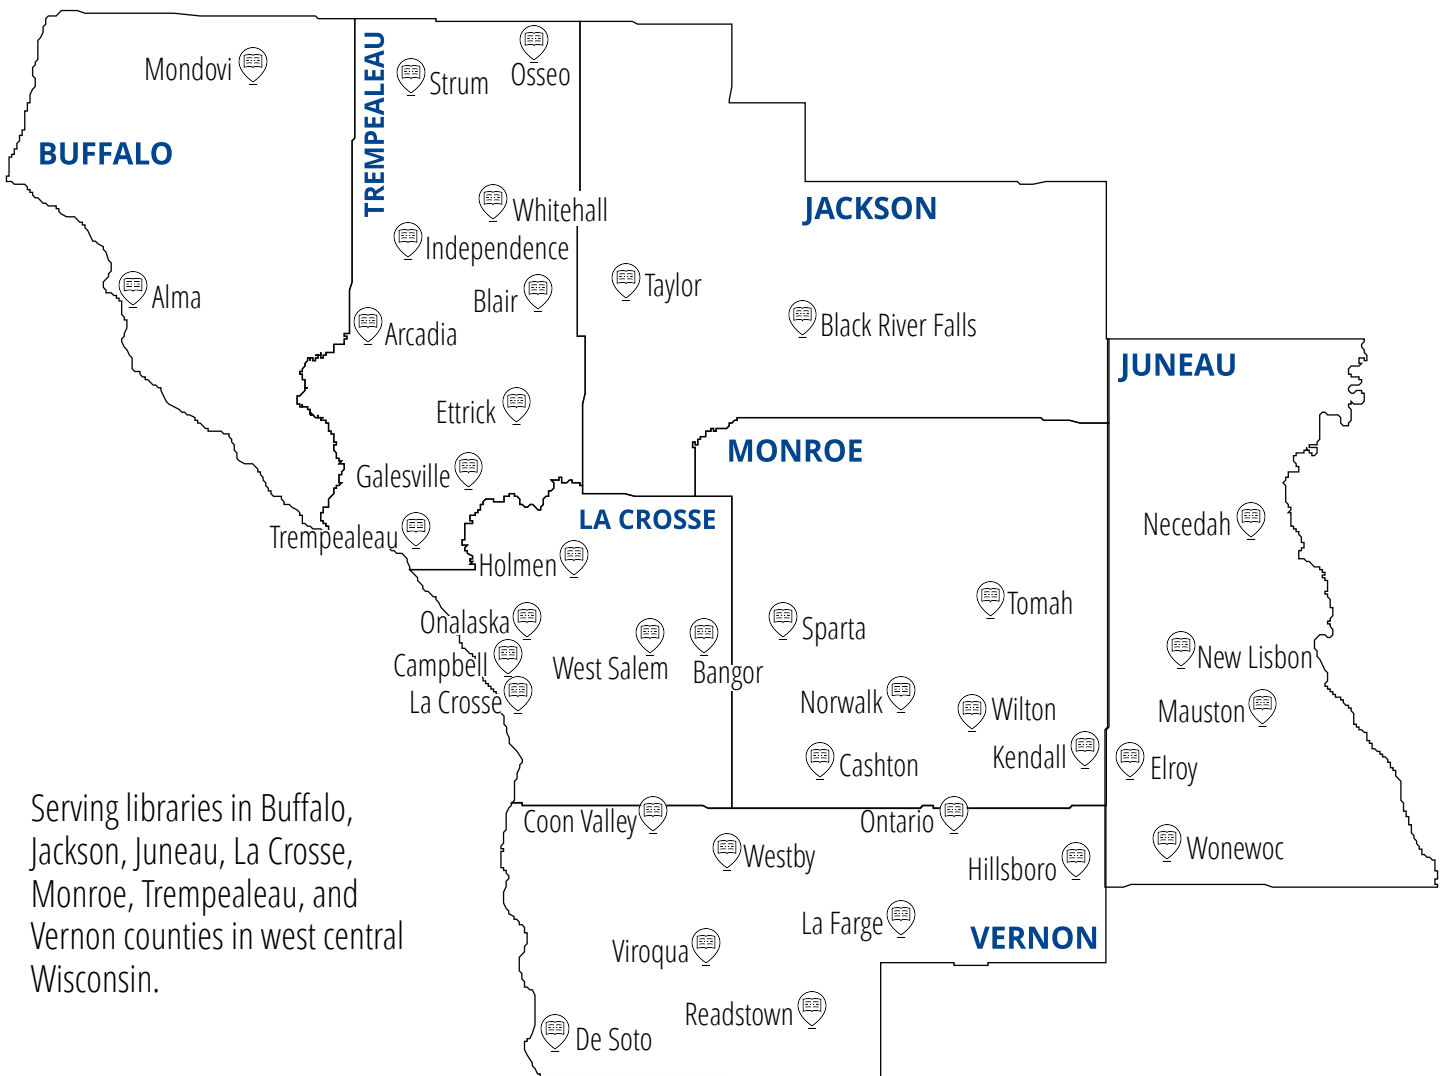 Mondovi
TREMPEALEAU
Strum
Osseo
BUFFALO
Whitehall
JACKSON
Independence
Alma
Blair
Taylor
Arcadia
Black River Falls
JUNEAU
Ettrick
MONROE
Galesville
LA CROSSE
Necedah
Trempealeau
Holmen
Tomah
Onalaska
Sparta
Campbell
West Salem
Bangor
New Lisbon
La Crosse
Norwalk
Wilton
Mauston
Kendall
Cashton
Elroy
Serving libraries in Buffalo,
Jackson, Juneau, La Crosse,
Monroe, Trempealeau, and
Vernon counties in west central
Wisconsin.
Coon Valley
Ontario
Westby
Hillsboro
Wonewoc
La Farge
VERNON
Viroqua
Readstown
De Soto